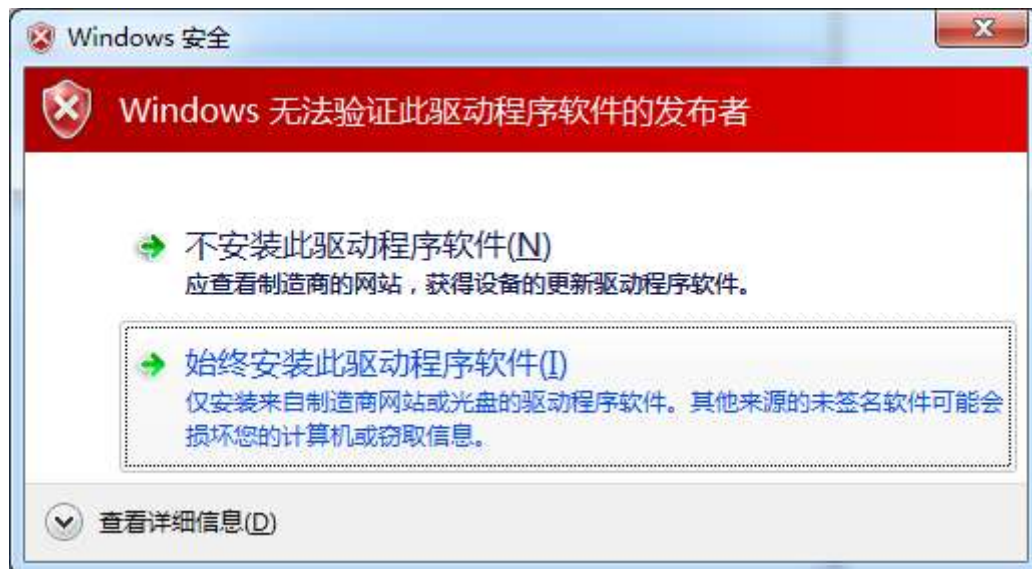 Windows 安全
Windows 无法验证此驱动程序软件的发布者
不安装此驱动程序软件(N)
应查看制造商的网站，获得设备的更新驱动程序软件。
始终安装此驱动程序软件(I)
仅安装来自制造商网站或光盘的驱动程序软件。其他来源的未签名软件可能会
损坏您的计算机或窃取信息。
查看详细信息(D)